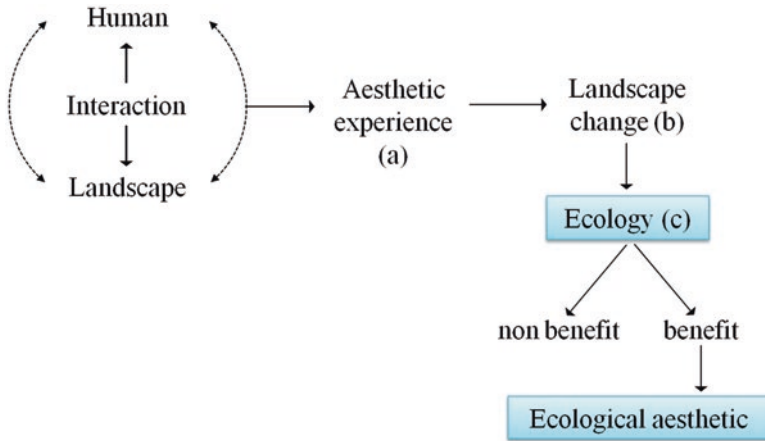 Human
Interaction
Landscape
Aesthetic
experience
(a)
Landscape
change (b)
Ecology (c)
non benefit
benefit
Ecological aesthetic